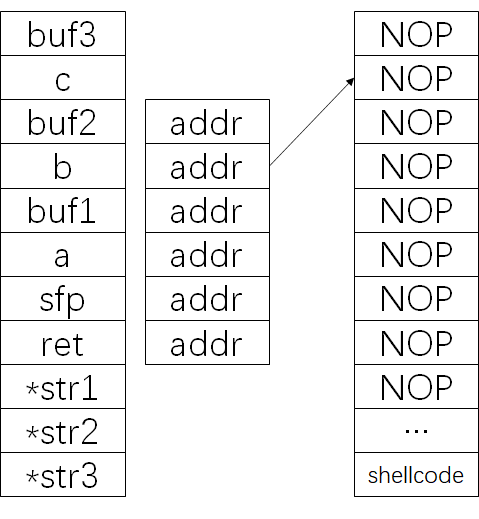 buf3
c
buf2
b
buf1
a
sfp
ret
*str1
*str2
*str3
addr
addr
addr
addr
addr
addr
NOP
NOP
NOP
NOP
NOP
NOP
NOP
NOP
NOP
...
shellcode